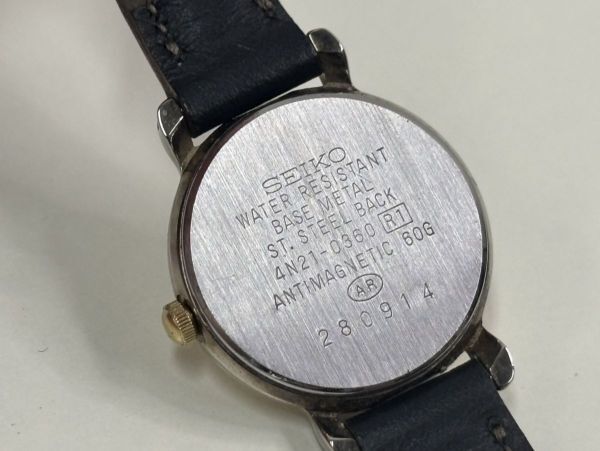 SEIKO
WATER RESISTANT
BASE METAL
ST. STEEL BACK
4N21-0360 R1
ANTIMAGNETIC 60G
AR
280914